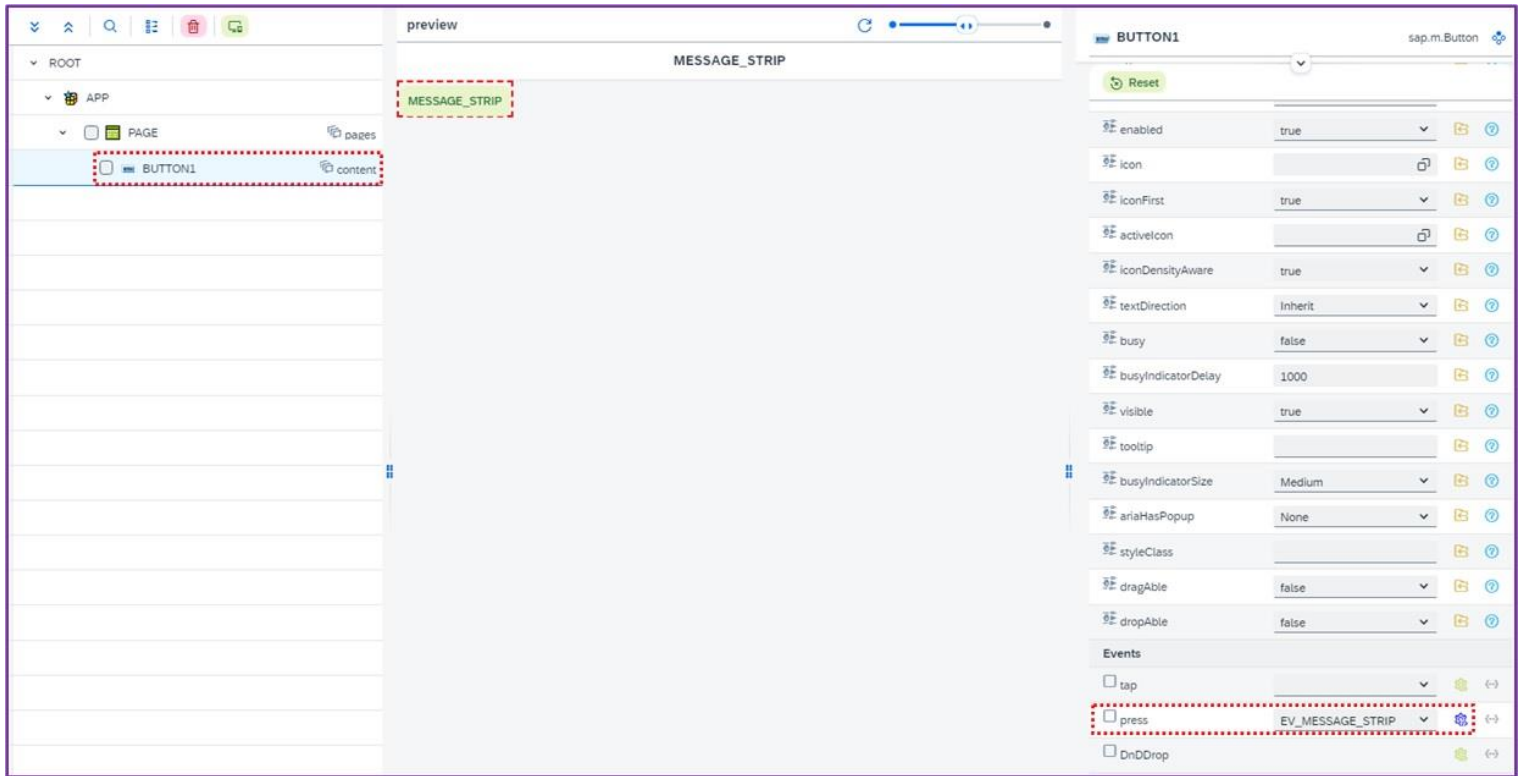 ROOT
APP
PAGE
pages
BUTTON1
content
preview
MESSAGE_STRIP
MESSAGE_STRIP
BUTTON1
sap.m.Button
Reset
enabled true
icon
iconFirst true
activeIcon
iconDensityAware true
textDirection Inherit
busy false
busyIndicatorDelay 1000
visible true
tooltip
busyIndicatorSize Medium
ariaHasPopup None
styleClass
dragAble false
dropAble false
Events
tap
press EV_MESSAGE_STRIP
DnDDrop